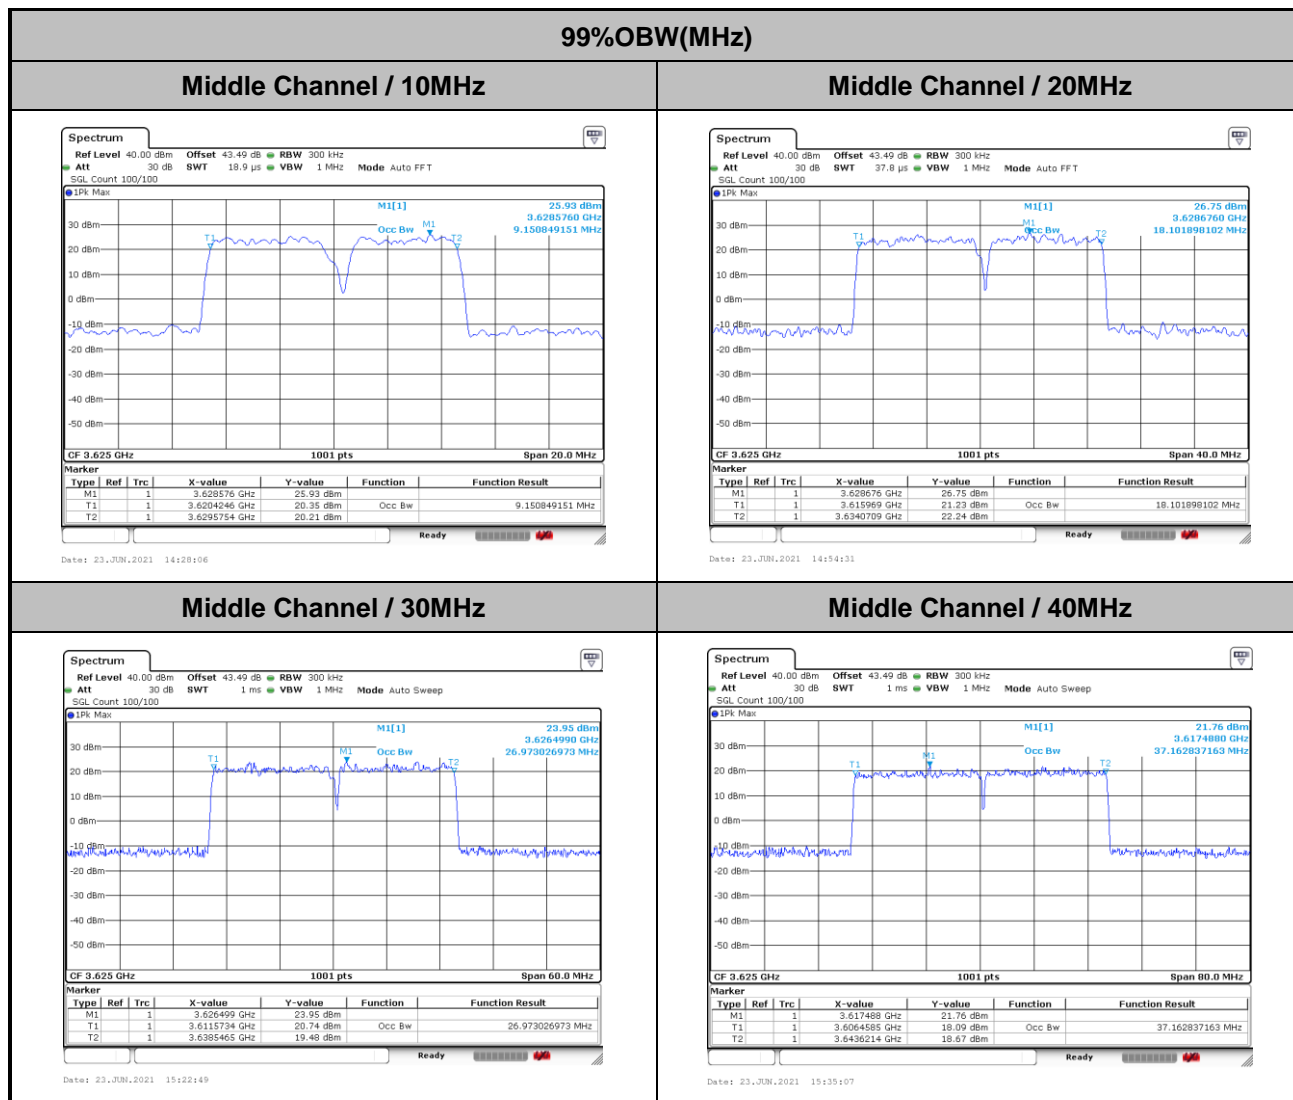 99%OBW(MHz)
Middle Channel / 10MHz
Middle Channel / 20MHz
Spectrum
Ref Level 40.00 dBm Offset 43.49 dB RBW 300 kHz
Att 30 dB SWT 18.9 µs VBW 1 MHz Mode Auto FFT
SGL Count 100/100
1Pk Max
M1[1] 25.93 dBm
3.6285760 GHz
Occ Bw 9.150849151 MHz
M1
T1
T2
30 dBm
20 dBm
10 dBm
0 dBm
-10 dBm
-20 dBm
-30 dBm
-40 dBm
-50 dBm
CF 3.625 GHz 1001 pts Span 20.0 MHz
Marker
Type Ref Trc X-value Y-value Function Function Result
M1 1 3.628576 GHz 25.93 dBm
T1 1 3.6204246 GHz 20.35 dBm Occ Bw 9.150849151 MHz
T2 1 3.6295754 GHz 20.21 dBm
Ready
Date: 23.JUN.2021 14:28:06
Spectrum
Ref Level 40.00 dBm Offset 43.49 dB RBW 300 kHz
Att 30 dB SWT 37.8 µs VBW 1 MHz Mode Auto FFT
SGL Count 100/100
1Pk Max
M1[1] 26.75 dBm
3.6286760 GHz
Occ Bw 18.101898102 MHz
M1
T1
T2
30 dBm
20 dBm
10 dBm
0 dBm
-10 dBm
-20 dBm
-30 dBm
-40 dBm
-50 dBm
CF 3.625 GHz 1001 pts Span 40.0 MHz
Marker
Type Ref Trc X-value Y-value Function Function Result
M1 1 3.628676 GHz 26.75 dBm
T1 1 3.615969 GHz 21.23 dBm Occ Bw 18.101898102 MHz
T2 1 3.6340709 GHz 22.24 dBm
Ready
Date: 23.JUN.2021 14:54:31
Middle Channel / 30MHz
Middle Channel / 40MHz
Spectrum
Ref Level 40.00 dBm Offset 43.49 dB RBW 300 kHz
Att 30 dB SWT 1 ms VBW 1 MHz Mode Auto Sweep
SGL Count 100/100
1Pk Max
M1[1] 23.95 dBm
3.6264990 GHz
Occ Bw 26.973026973 MHz
M1
T1
T2
30 dBm
20 dBm
10 dBm
0 dBm
-10 dBm
-20 dBm
-30 dBm
-40 dBm
-50 dBm
CF 3.625 GHz 1001 pts Span 60.0 MHz
Marker
Type Ref Trc X-value Y-value Function Function Result
M1 1 3.626499 GHz 23.95 dBm
T1 1 3.6115734 GHz 20.74 dBm Occ Bw 26.973026973 MHz
T2 1 3.6385465 GHz 19.48 dBm
Ready
Date: 23.JUN.2021 15:22:49
Spectrum
Ref Level 40.00 dBm Offset 43.49 dB RBW 300 kHz
Att 30 dB SWT 1 ms VBW 1 MHz Mode Auto Sweep
SGL Count 100/100
1Pk Max
M1[1] 21.76 dBm
3.6174880 GHz
Occ Bw 37.162837163 MHz
M1
T1
T2
30 dBm
20 dBm
10 dBm
0 dBm
-10 dBm
-20 dBm
-30 dBm
-40 dBm
-50 dBm
CF 3.625 GHz 1001 pts Span 80.0 MHz
Marker
Type Ref Trc X-value Y-value Function Function Result
M1 1 3.617488 GHz 21.76 dBm
T1 1 3.6064585 GHz 18.09 dBm Occ Bw 37.162837163 MHz
T2 1 3.6436214 GHz 18.67 dBm
Ready
Date: 23.JUN.2021 15:35:07